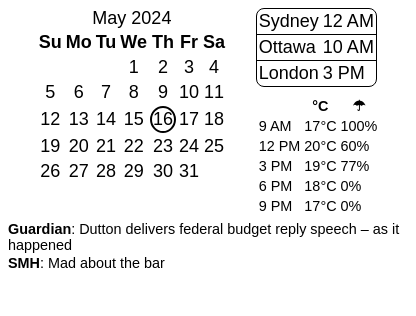 May 2024
Su Mo Tu We Th Fr Sa
1 2 3 4
5 6 7 8 9 10 11
12 13 14 15 16 17 18
19 20 21 22 23 24 25
26 27 28 29 30 31
Sydney 12 AM
Ottawa 10 AM
London 3 PM
°C ☂
9 AM 17°C 100%
12 PM 20°C 60%
3 PM 19°C 77%
6 PM 18°C 0%
9 PM 17°C 0%
Guardian: Dutton delivers federal budget reply speech – as it
happened
SMH: Mad about the bar